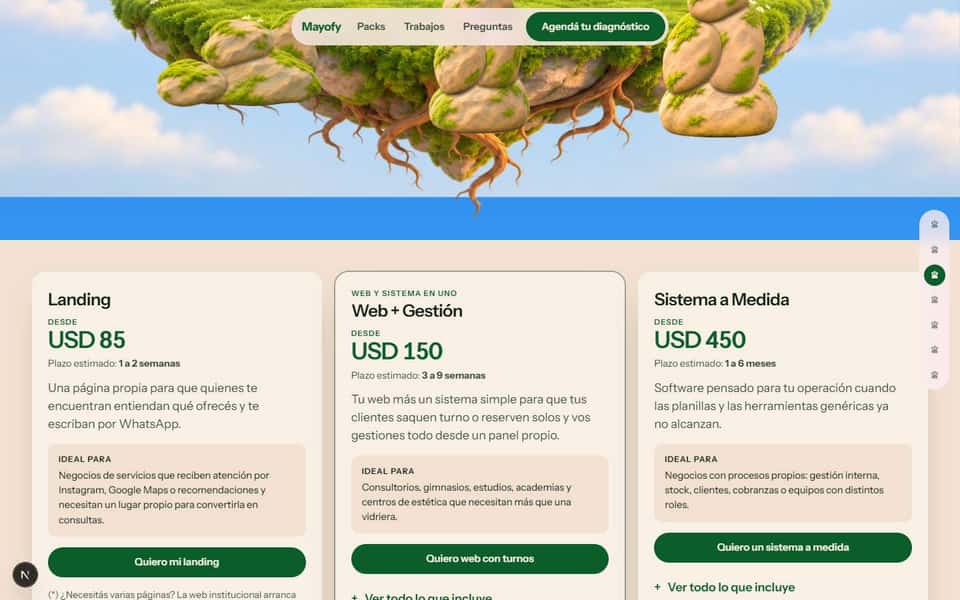 Mayofy Packs Trabajos Preguntas Agendá tu diagnóstico
Landing
DESDE
USD 85
Plazo estimado: 1 a 2 semanas
Una página propia para que quienes te
encuentran entiendan qué ofrecés y te
escriban por WhatsApp.
IDEAL PARA
Negocios de servicios que reciben atención por
Instagram, Google Maps o recomendaciones y
necesitan un lugar propio para convertirla en
consultas.
Quiero mi landing
(*) ¿Necesitás varias páginas? La web institucional arranca
WEB Y SISTEMA EN UNO
Web + Gestión
DESDE
USD 150
Plazo estimado: 3 a 9 semanas
Tu web más un sistema simple para que tus
clientes saquen turno o reserven solos y vos
gestiones todo desde un panel propio.
IDEAL PARA
Consultorios, gimnasios, estudios, academias y
centros de estética que necesitan más que una
vidriera.
Quiero web con turnos
+ Ver todo lo que incluye
Sistema a Medida
DESDE
USD 450
Plazo estimado: 1 a 6 meses
Software pensado para tu operación cuando
las planillas y las herramientas genéricas ya
no alcanzan.
IDEAL PARA
Negocios con procesos propios: gestión interna,
stock, clientes, cobranzas o equipos con distintos
roles.
Quiero un sistema a medida
+ Ver todo lo que incluye
N